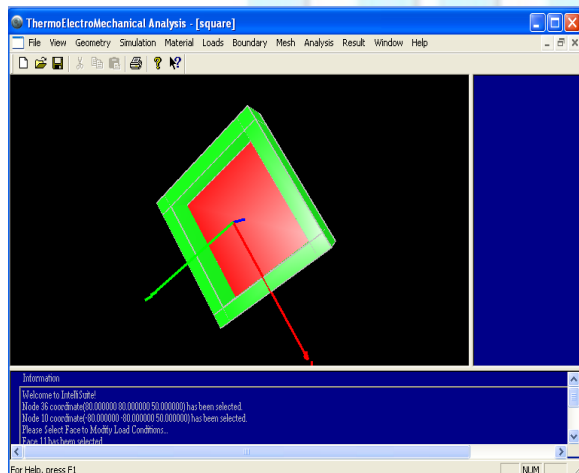 ThermoElectroMechanical Analysis - [square]
File View Geometry Simulation Material Loads Boundary Mesh Analysis Result Window Help
Information
Welcome to IntelliSuite!
Node 36 coordinate(80.000000 80.000000 50.000000) has been selected.
Node 10 coordinate(-80.000000 -80.000000 50.000000) has been selected.
Please Select Face to Modify Load Conditions...
Face 11 has been selected
For Help, press F1
NUM